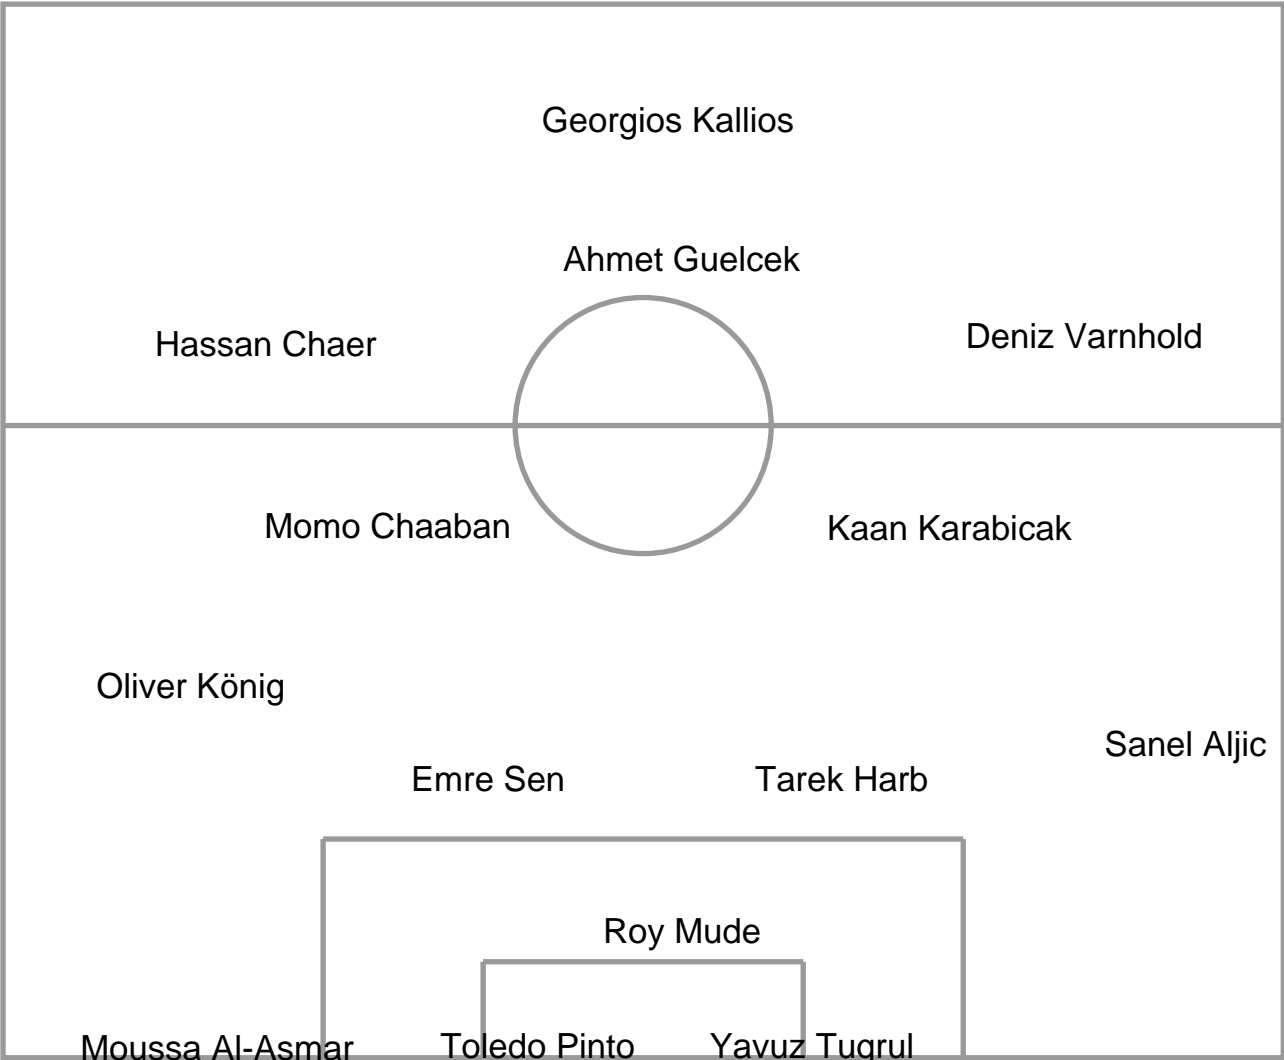 Georgios Kallios
Ahmet Guelcek
Hassan Chaer
Deniz Varnhold
Momo Chaaban
Kaan Karabicak
Oliver König
Sanel Aljic
Emre Sen
Tarek Harb
Roy Mude
Moussa Al-Asmar
Toledo Pinto
Yavuz Tugrul